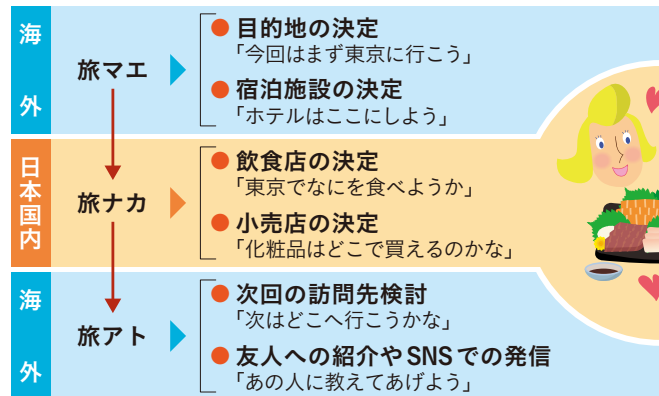 海外
旅マエ
● 目的地の決定
「今回はまず東京に行こう」
● 宿泊施設の決定
「ホテルはここにしよう」
日本国内
旅ナカ
● 飲食店の決定
「東京でなにを食べようか」
● 小売店の決定
「化粧品はどこで買えるのかな」
海外
旅アト
● 次回の訪問先検討
「次はどこへ行こうかな」
● 友人への紹介やSNSでの発信
「あの人に教えてあげよう」